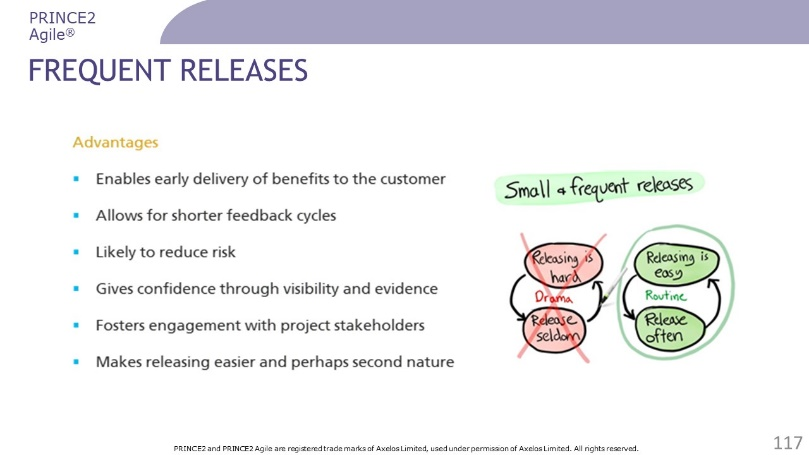 PRINCE2
Agile®
FREQUENT RELEASES
Advantages
Enables early delivery of benefits to the customer
Allows for shorter feedback cycles
Likely to reduce risk
Gives confidence through visibility and evidence
Fosters engagement with project stakeholders
Makes releasing easier and perhaps second nature
Small & frequent releases
Releasing is
hard
Drama
Release
seldom
Releasing is
easy
Routine
Release
often
PRINCE2 and PRINCE2 Agile are registered trade marks of Axelos Limited, used under permission of Axelos Limited. All rights reserved.
117